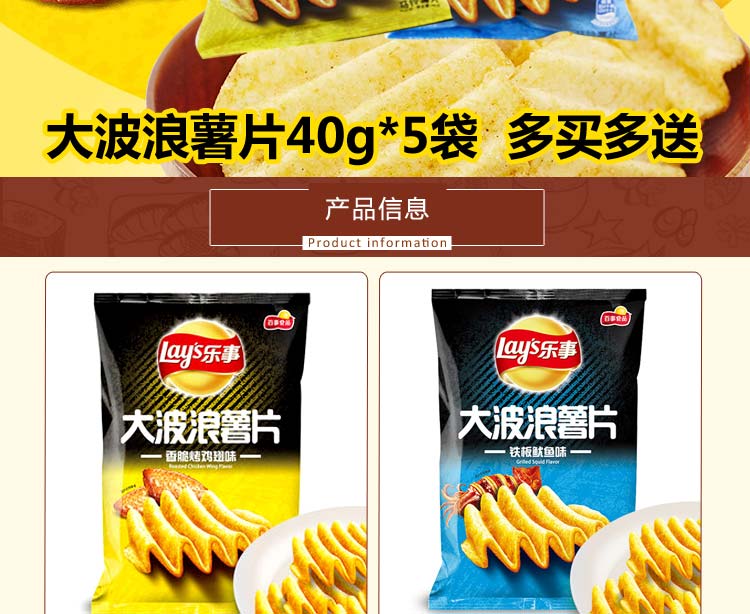 大波浪薯片40g*5袋 多买多送
产品信息
Product information
百事食品
Lay's乐事
大波浪薯片
香脆烤鸡翅味
Roasted Chicken Wing Flavor
百事食品
Lay's乐事
大波浪薯片
铁板鱿鱼味
Grilled Squid Flavor